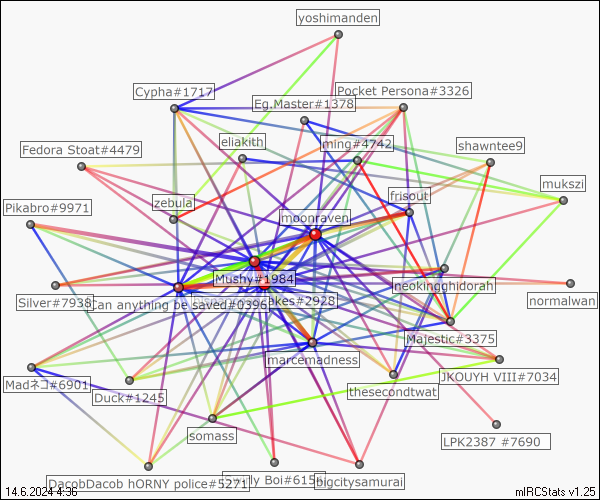 yoshimanden
Cypha#1717
Pocket Persona#3326
Eg.Master#1378
eliakith
ming#4742
shawntee9
Fedora Stoat#4479
mukszi
zebula
frisout
Pikabro#9971
moonraven
Mushy#1984
neokingghidorah
Silver#7938
Can anything be saved#0396
akes#2928
normalwan
Majestic#3375
marcemadness
JKOUYH VIII#7034
Madネコ#6901
Duck#1245
thesecondtwat
somass
LPK2387 #7690
DacobDacob hORNY police#5271
rly Boi#615
bigcitysamurai
14.6.2024 4:36
mIRCStats v1.25